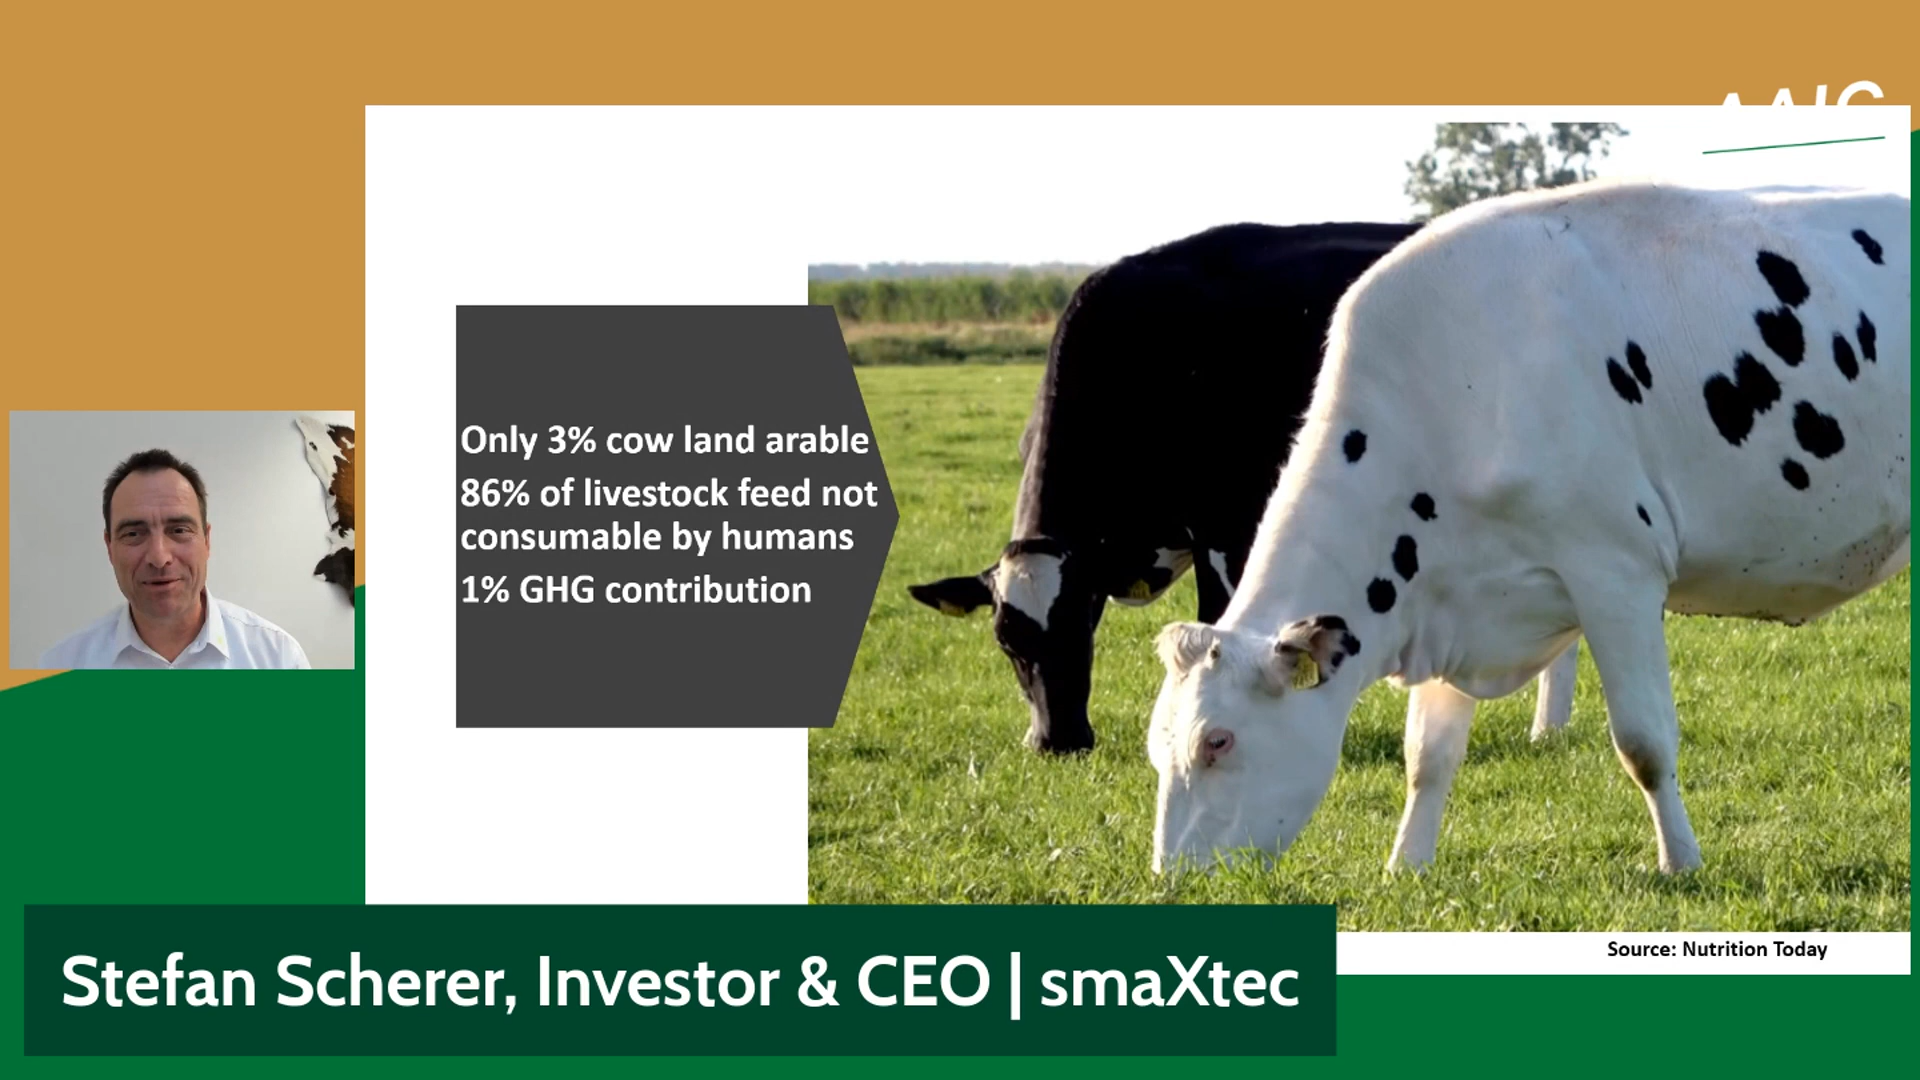 Only 3% cow land arable
86% of livestock feed not
consumable by humans
1% GHG contribution
Source: Nutrition Today
Stefan Scherer, Investor & CEO | smaXtec